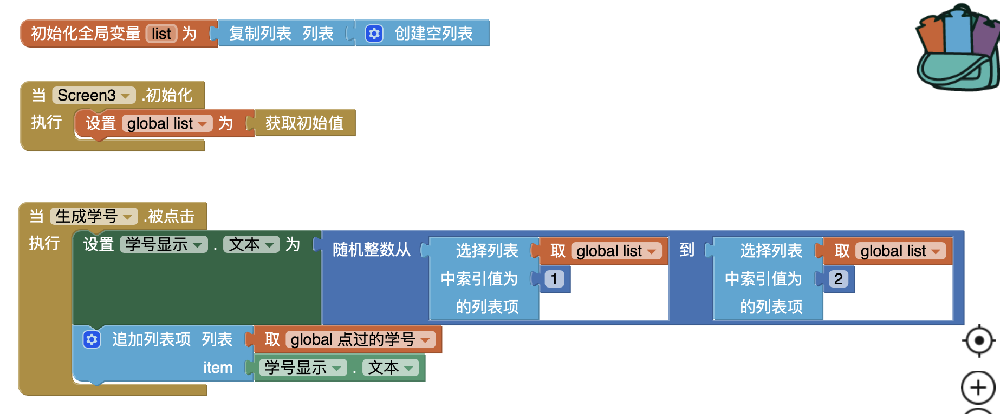 初始化全局变量 list 为 复制列表 列表 创建空列表
当 Screen3 .初始化
执行 设置 global list 为 获取初始值
当 生成学号 .被点击
执行 设置 学号显示 . 文本 为 随机整数从 选择列表 取 global list 到 选择列表 取 global list
中索引值为 1 中索引值为 2
的列表项 的列表项
追加列表项 列表 取 global 点过的学号
item 学号显示 . 文本